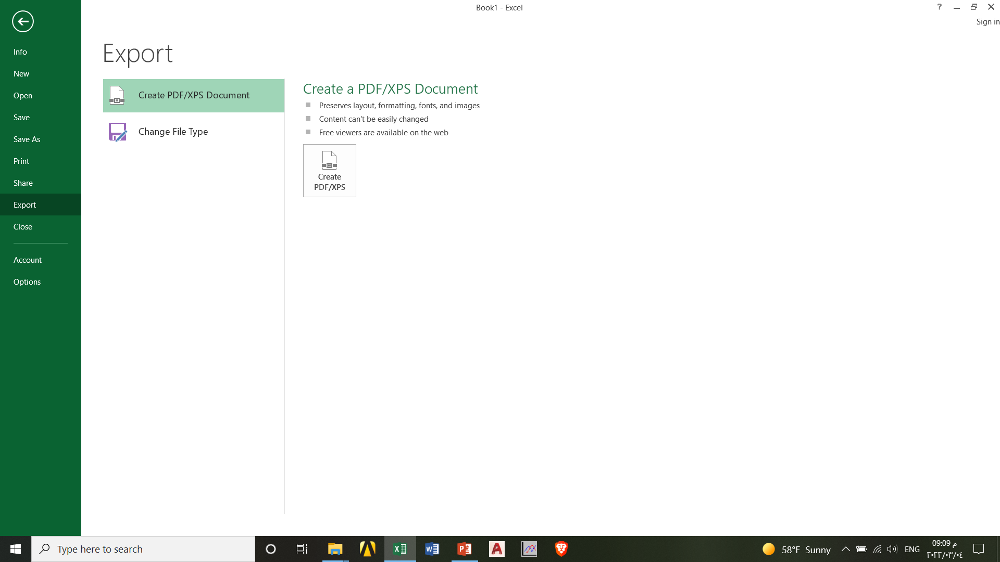 Book1 - Excel
?
Sign in
Info
New
Open
Save
Save As
Print
Share
Export
Close
Account
Options
Export
Create PDF/XPS Document
Change File Type
Create a PDF/XPS Document
Preserves layout, formatting, fonts, and images
Content can't be easily changed
Free viewers are available on the web
Create
PDF/XPS
Type here to search
58°F Sunny
ENG
09:09 م
٢٠٢٢/٠٣/٠٤